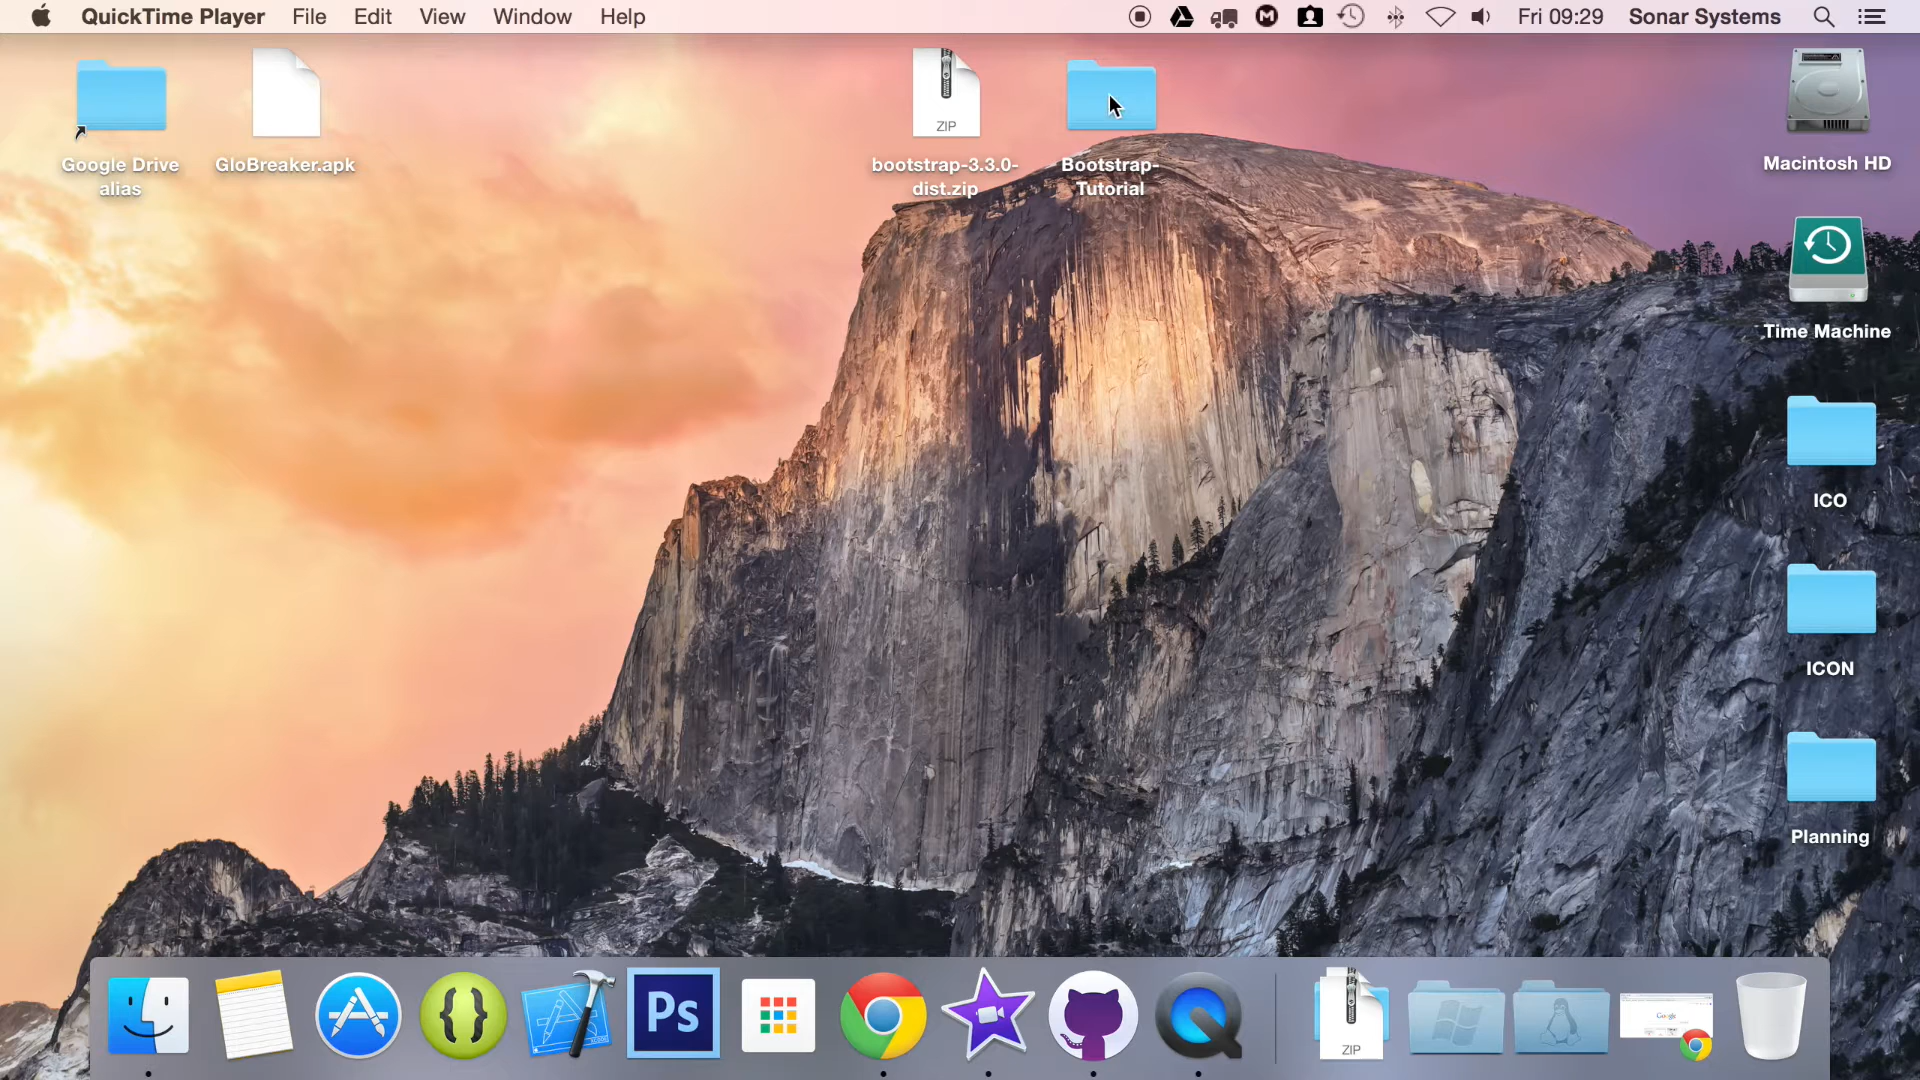 QuickTime Player File Edit View Window Help Fri 09:29 Sonar Systems
Google Drive
alias
GloBreaker.apk
ZIP
bootstrap-3.3.0-
dist.zip
Bootstrap-
Tutorial
Macintosh HD
Time Machine
ICO
ICON
Planning
Ps
ZIP
Google